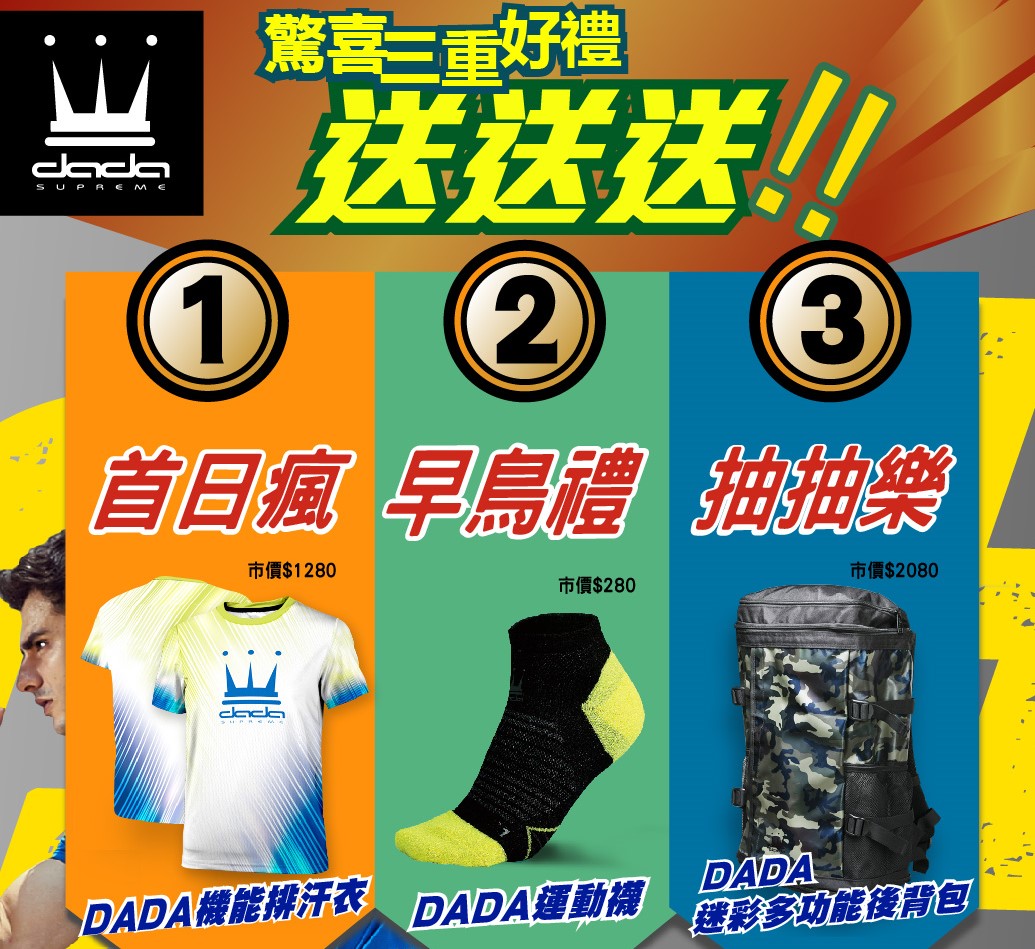 dada
SUPREME
驚喜三重好禮
送送送!!
1
2
3
首日瘋
早鳥禮
抽抽樂
市價$1280
市價$280
市價$2080
dada
SUPREME
DADA機能排汗衣
DADA運動襪
DADA
迷彩多功能後背包